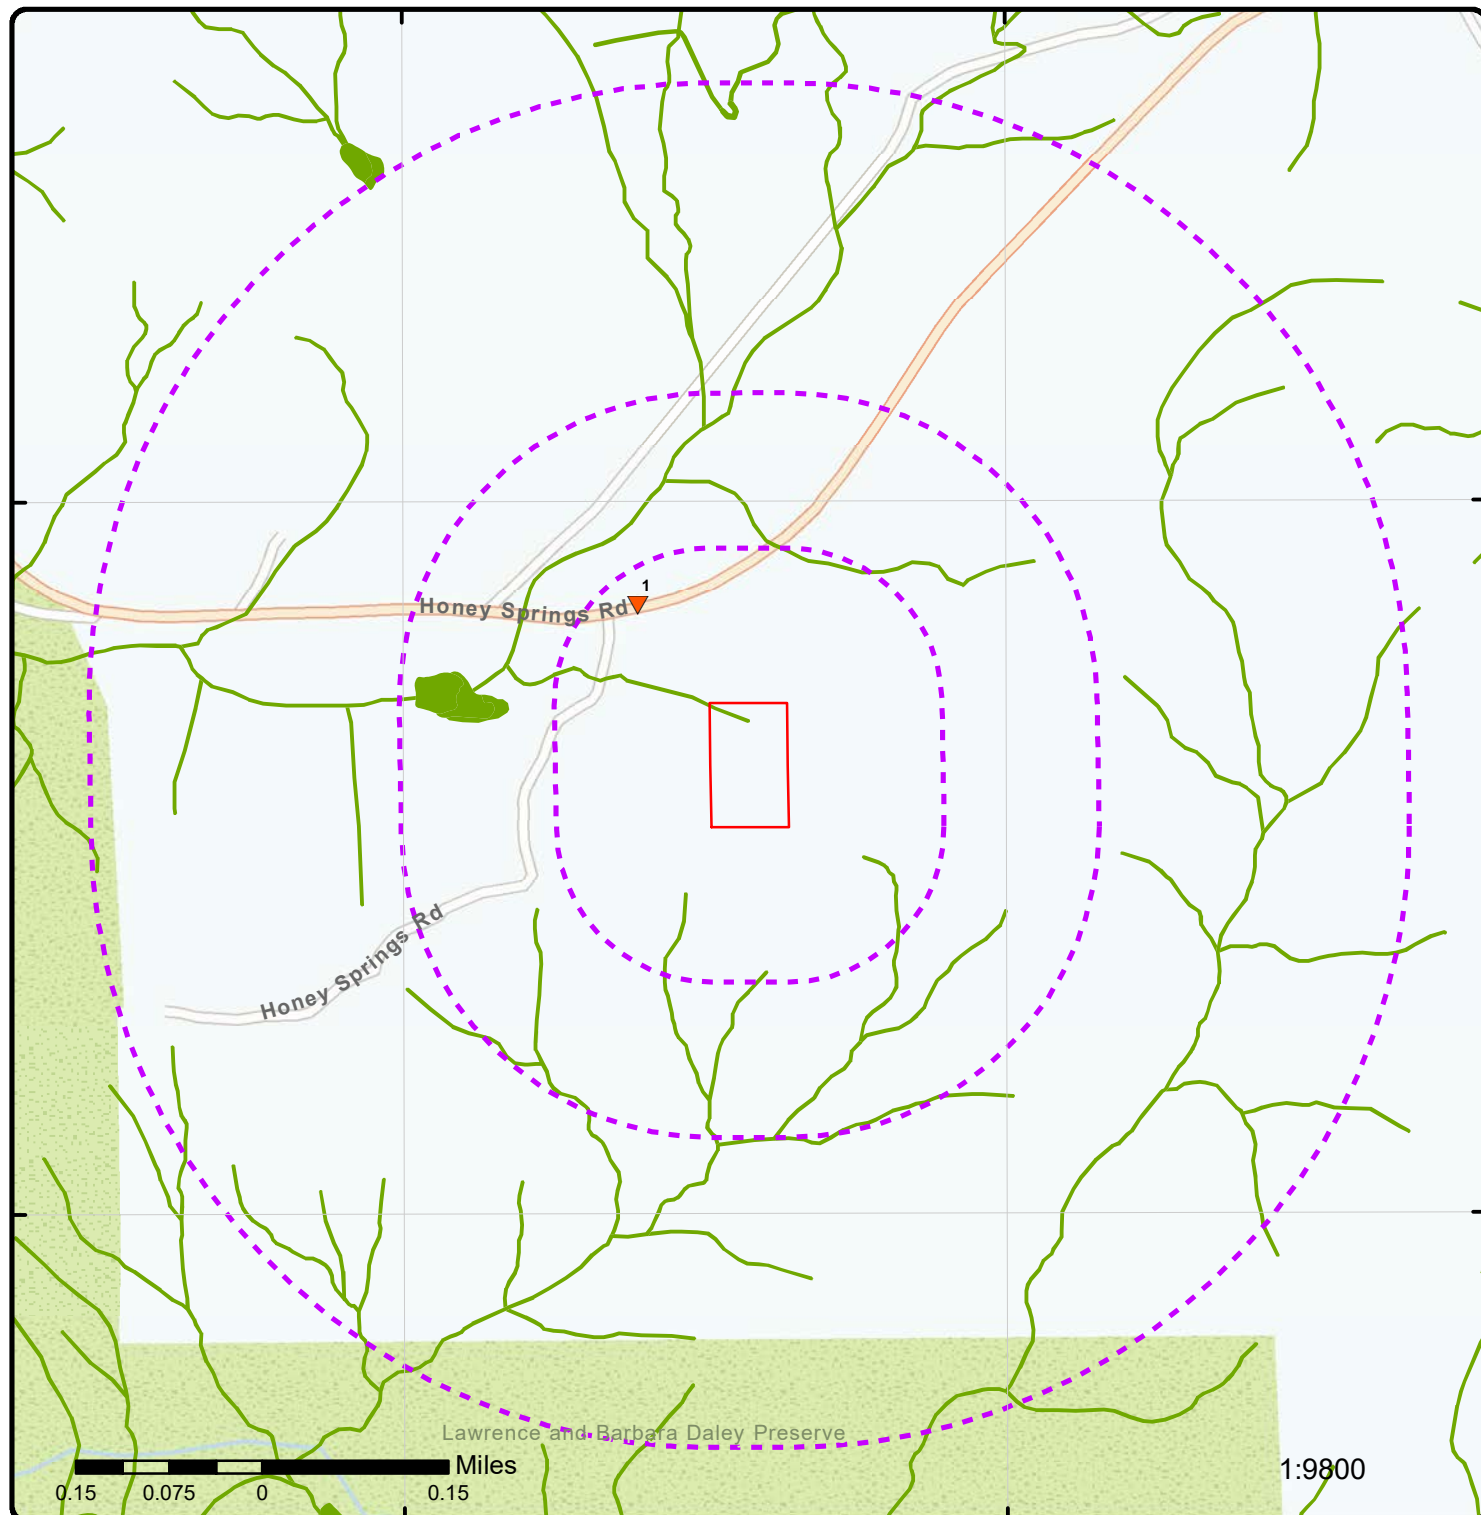 1
Honey Springs Rd
Honey Springs Rd
Lawrence and Barbara Daley Preserve
Miles
0.15 0.075 0 0.15
1:9800